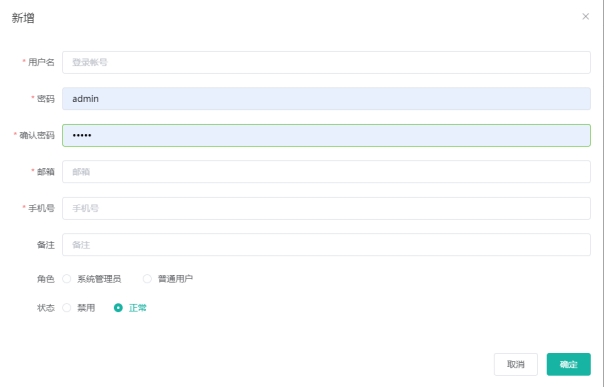 新增
* 用户名 登录帐号
* 密码 admin
* 确认密码 •••••
* 邮箱 邮箱
* 手机号 手机号
备注 备注
角色 系统管理员 普通用户
状态 禁用 正常
取消 确定